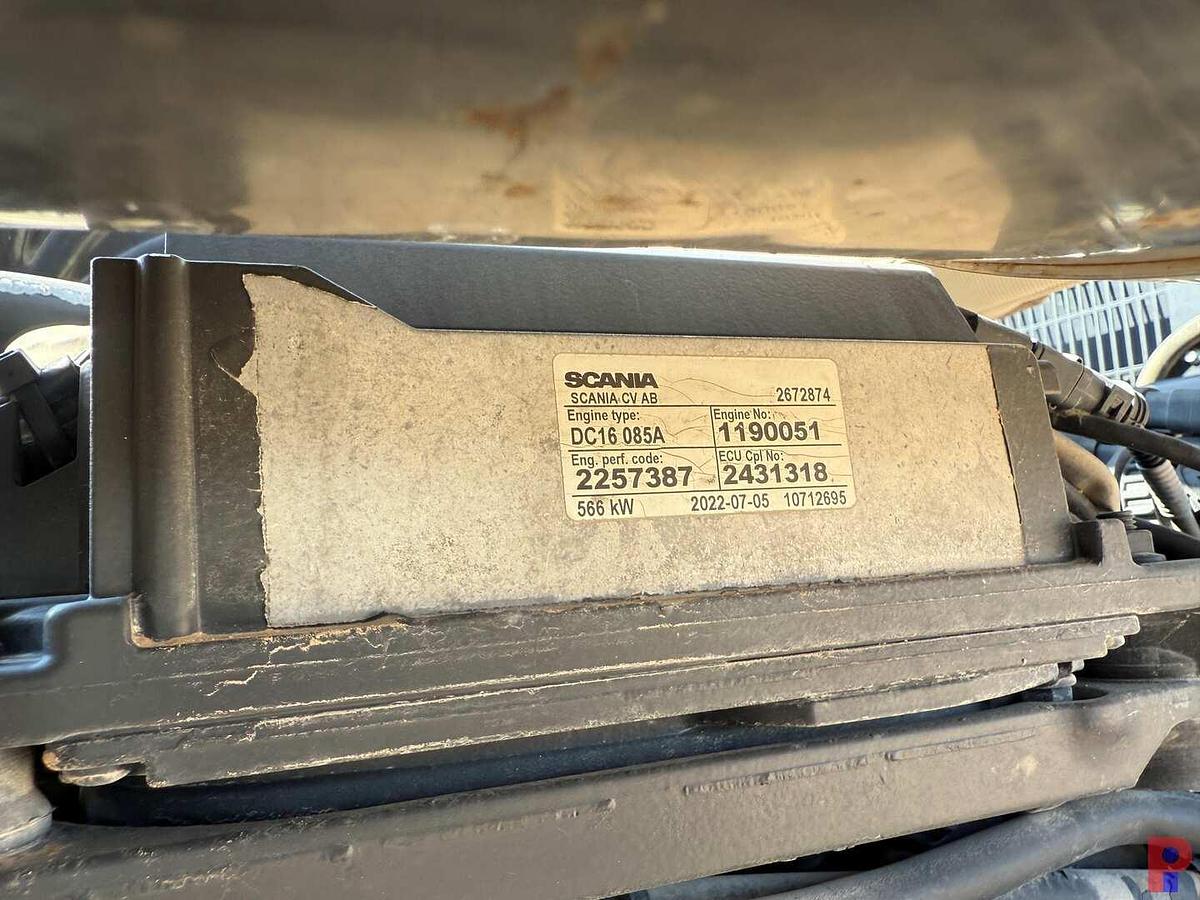 SCANIA
SCANIA CV AB 2672874
Engine type: Engine No:
DC16 085A 1190051
Eng. perf. code: ECU Cpl No:
2257387 2431318
566 kW 2022-07-05 10712695